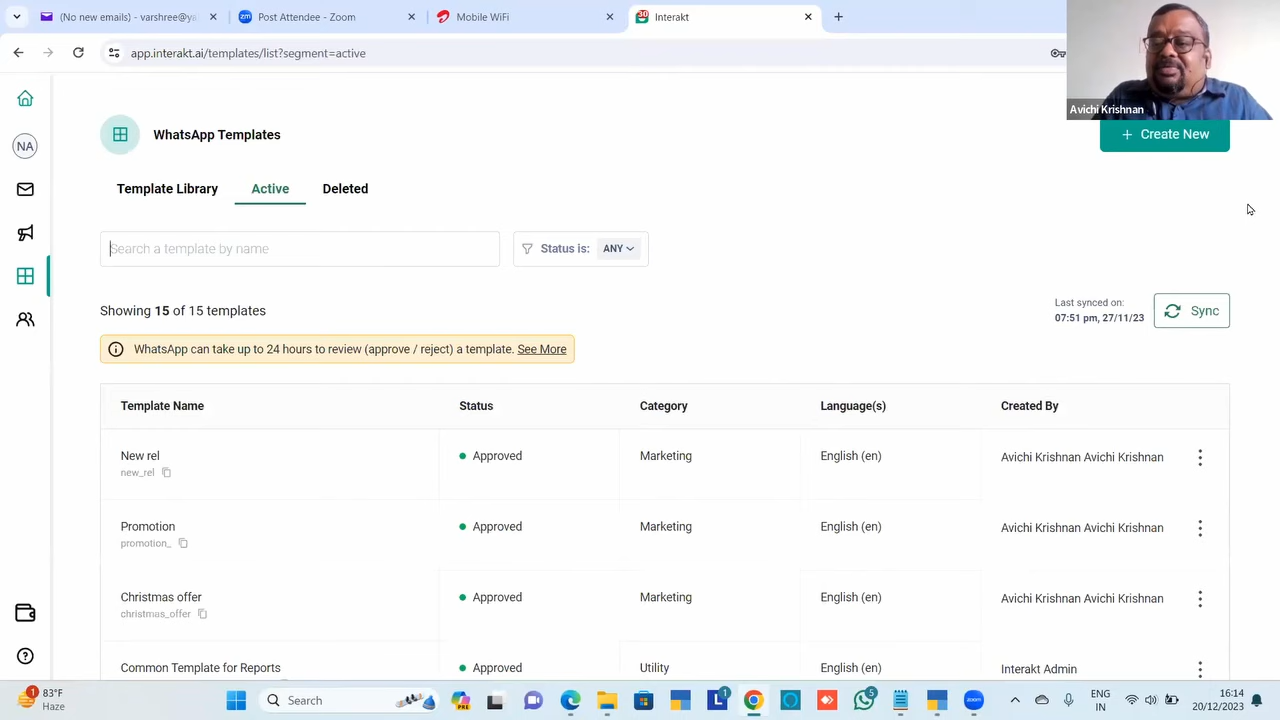 (No new emails) - varshree@ya
Post Attendee - Zoom
Mobile WiFi
Interakt
app.interakt.ai/templates/list?segment=active
Avichi Krishnan
NA
WhatsApp Templates
+ Create New
Template Library
Active
Deleted
Search a template by name
Status is:
ANY
Showing 15 of 15 templates
Last synced on:
07:51 pm, 27/11/23
Sync
WhatsApp can take up to 24 hours to review (approve / reject) a template. See More
Template Name
Status
Category
Language(s)
Created By
New rel
new_rel
Approved
Marketing
English (en)
Avichi Krishnan Avichi Krishnan
Promotion
promotion_
Approved
Marketing
English (en)
Avichi Krishnan Avichi Krishnan
Christmas offer
christmas_offer
Approved
Marketing
English (en)
Avichi Krishnan Avichi Krishnan
Common Template for Reports
Approved
Utility
English (en)
Interakt Admin
1
83°F
Haze
Search
L
1
zoom
5
ENG
IN
16:14
20/12/2023